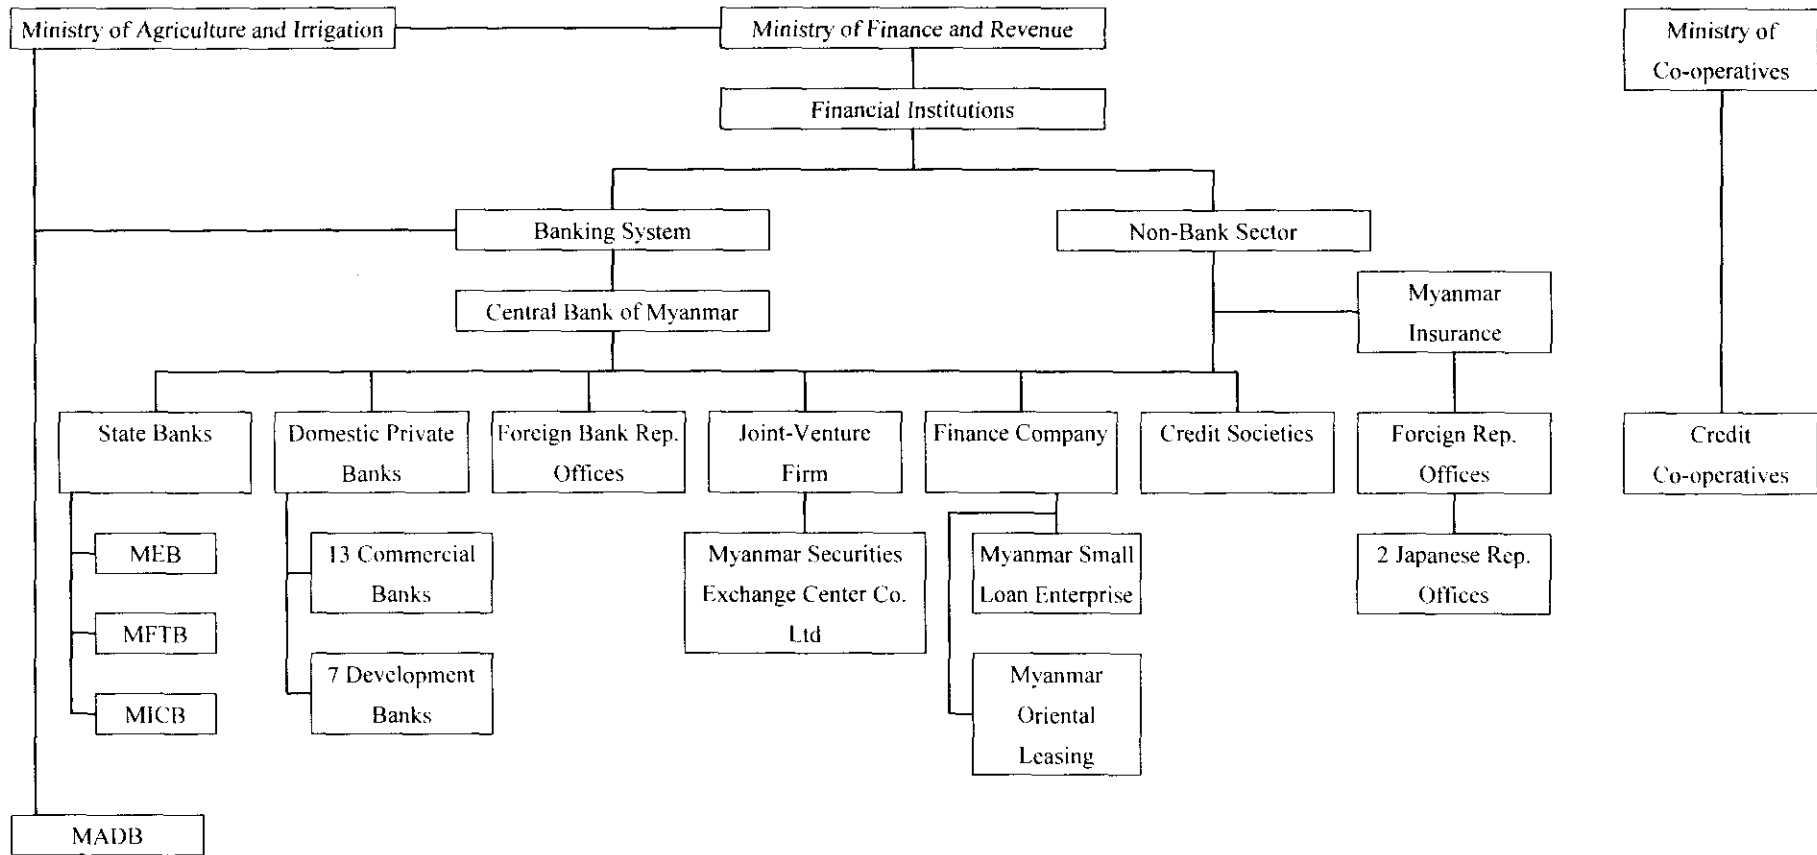 Ministry of Agriculture and Irrigation
Ministry of Finance and Revenue
Ministry of
Co-operatives
Financial Institutions
Banking System
Non-Bank Sector
Central Bank of Myanmar
Myanmar
Insurance
State Banks
Domestic Private
Banks
Foreign Bank Rep.
Offices
Joint-Venture
Firm
Finance Company
Credit Societies
Foreign Rep.
Offices
Credit
Co-operatives
MEB
MFTB
MICB
13 Commercial
Banks
7 Development
Banks
Myanmar Securities
Exchange Center Co.
Ltd
Myanmar Small
Loan Enterprise
Myanmar
Oriental
Leasing
2 Japanese Rep.
Offices
MADB